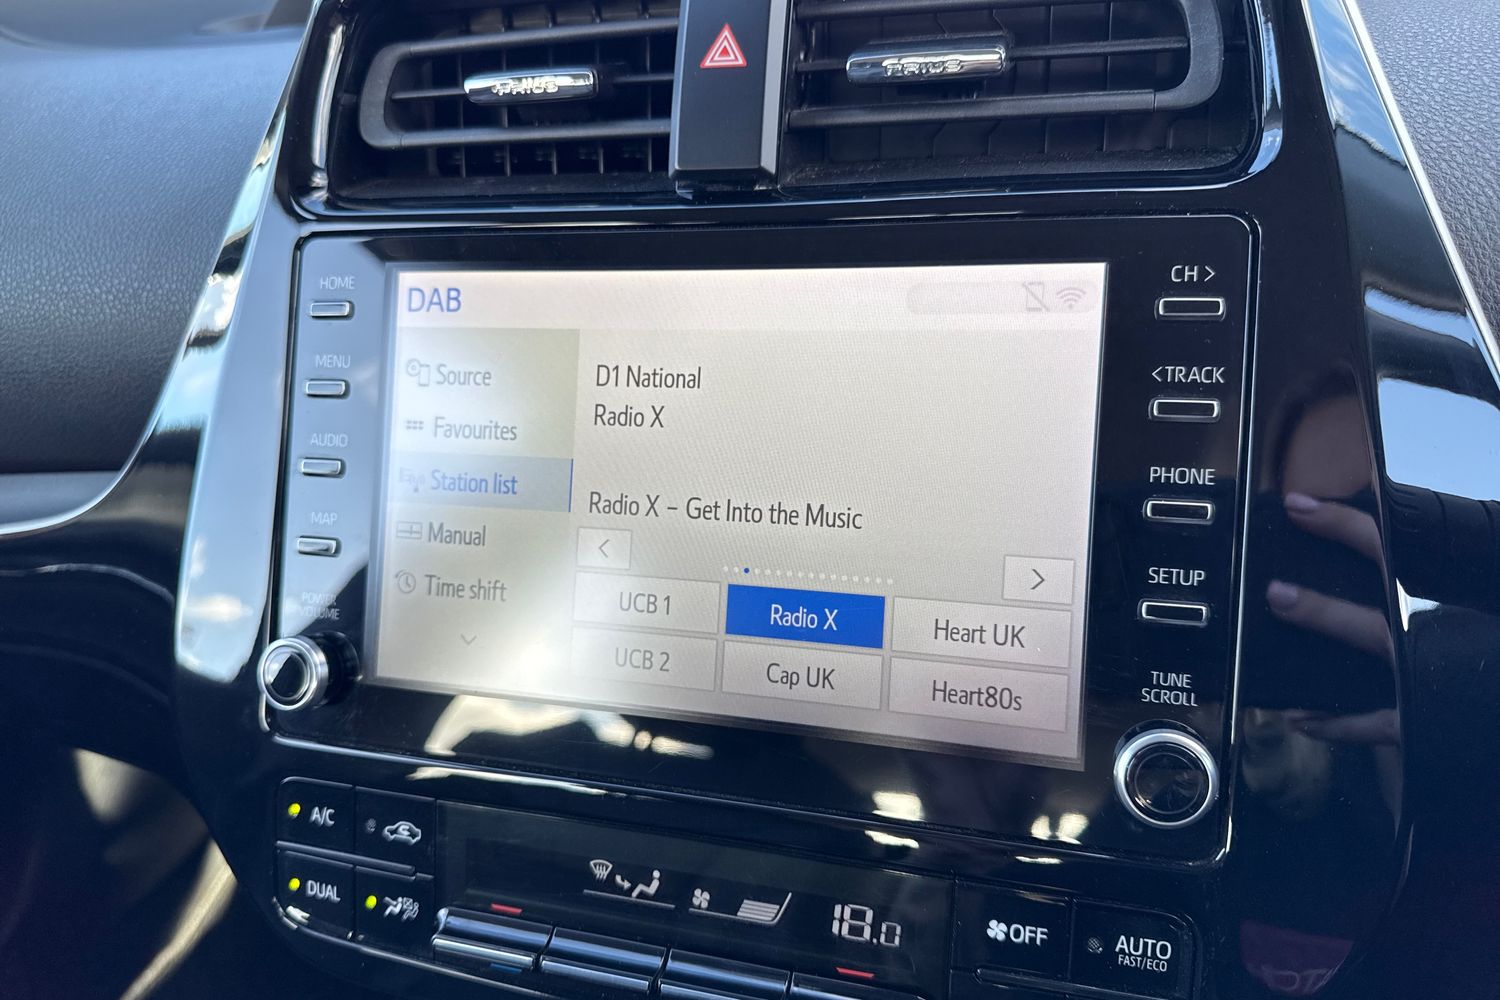 PRIUS
PRIUS
HOME
MENU
AUDIO
MAP
POWER
VOLUME
DAB
Source
Favourites
Station list
Manual
Time shift
D1 National
Radio X
Radio X – Get Into the Music
UCB 1
Radio X
Heart UK
UCB 2
Cap UK
Heart80s
CH >
<TRACK
PHONE
SETUP
TUNE
SCROLL
A/C
DUAL
18.0
OFF
AUTO
FAST/ECO